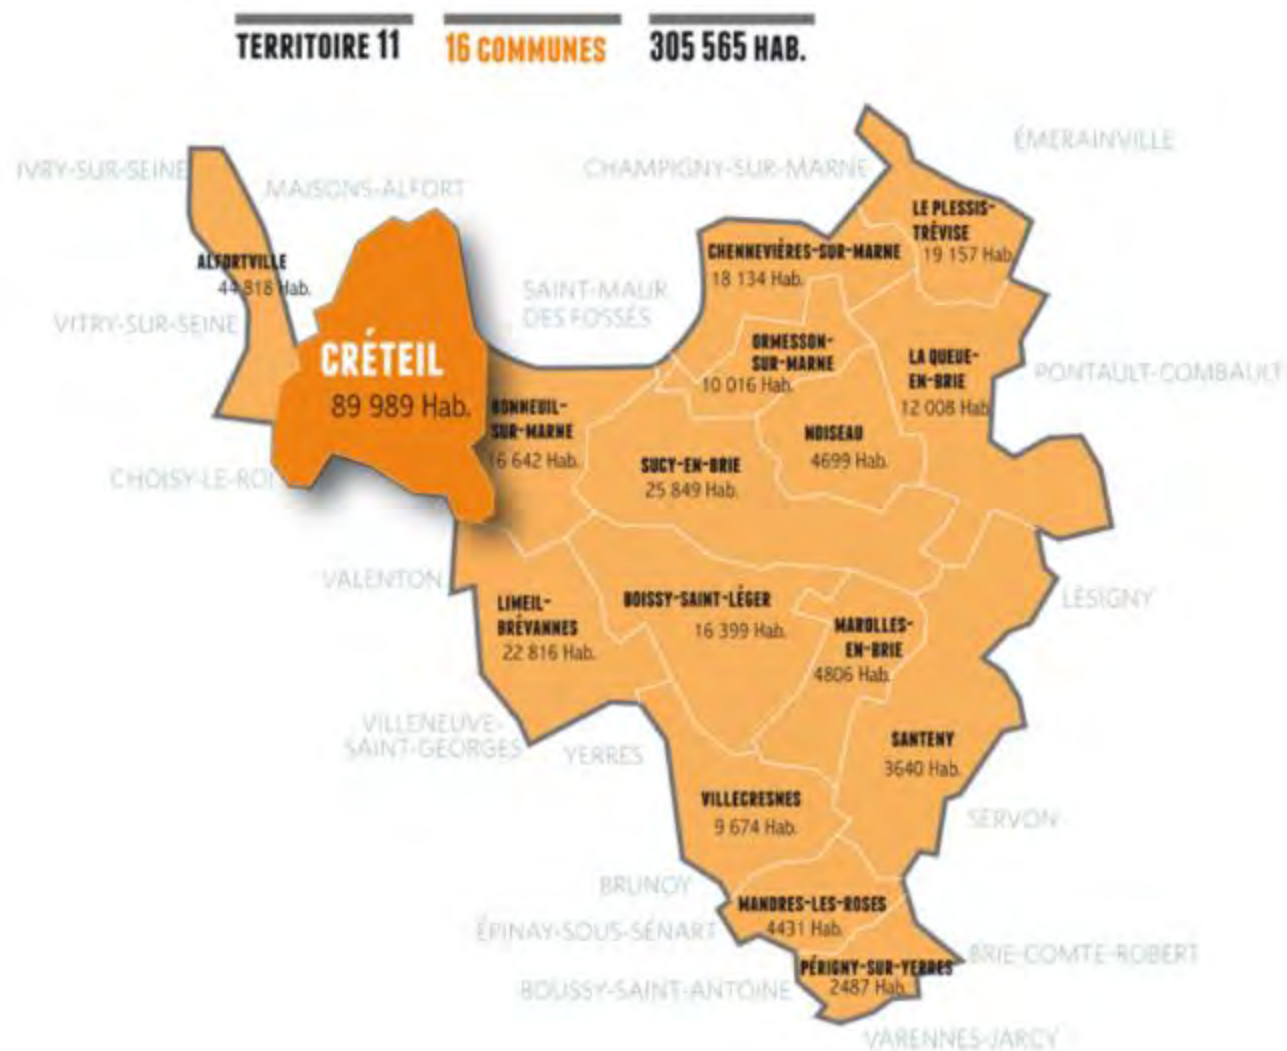 TERRITOIRE 11
16 COMMUNES
305 565 HAB.
ÉMERAINVILLE
IVRY-SUR-SEINE
CHAMPIGNY-SUR-MARNE
MAISONS-ALFORT
LE PLESSIS-
TRÉVISE
19 157 Hab.
CHENNEVIÈRES-SUR-MARNE
18 134 Hab.
ALFORTVILLE
44 818 Hab.
SAINT-MAUR
DES FOSSÉS
VITRY-SUR-SEINE
CRÉTEIL
89 989 Hab.
ORMESSON-
SUR-MARNE
10 016 Hab.
LA QUEUE-
EN-BRIE
12 008 Hab
PONTAULT-COMBAULT
BONNEUIL-
SUR-MARNE
6 642 Hab.
NOISEAU
4699 Hab.
SUCY-EN-BRIE
25 849 Hab.
CHOISY-LE-ROI
VALENTON
LIMEIL-
BRÉVANNES
22 816 Hab.
BOISSY-SAINT-LÉGER
16 399 Hab.
MAROLLES-
EN-BRIE
4806 Hab.
LÉSIGNY
VILLENEUVE-
SAINT-GEORGES
YERRES
SANTENY
3640 Hab.
VILLECRESNES
9 674 Hab.
SERVON
BRUNOY
MANDRES-LES-ROSES
4431 Hab.
ÉPINAY-SOUS-SÉNART
BRIE-COMTE-ROBERT
PÉRIGNY-SUR-YERRES
2487 Hab.
BOUSSY-SAINT-ANTOINE
VARENNES-JARCY